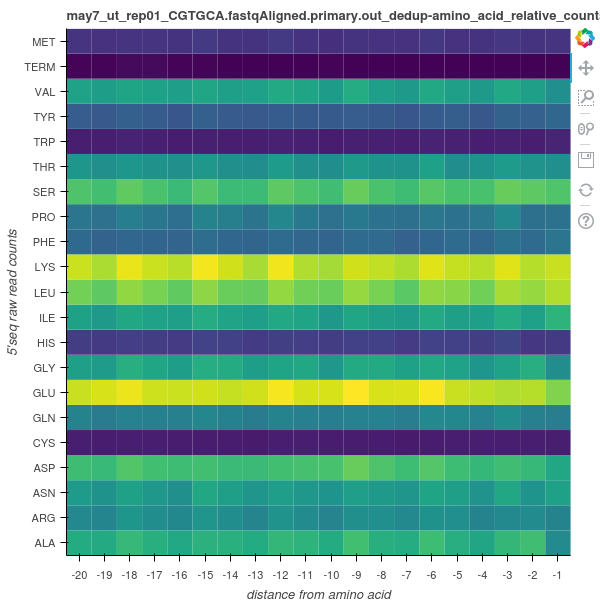 may7_ut_rep01_CGTGCA.fastqAligned.primary.out_dedup-amino_acid_relative_counts
MET
TERM
VAL
TYR
TRP
THR
SER
PRO
PHE
LYS
LEU
ILE
HIS
GLY
GLU
GLN
CYS
ASP
ASN
ARG
ALA
5'seq raw read counts
-20 -19 -18 -17 -16 -15 -14 -13 -12 -11 -10 -9 -8 -7 -6 -5 -4 -3 -2 -1
distance from amino acid